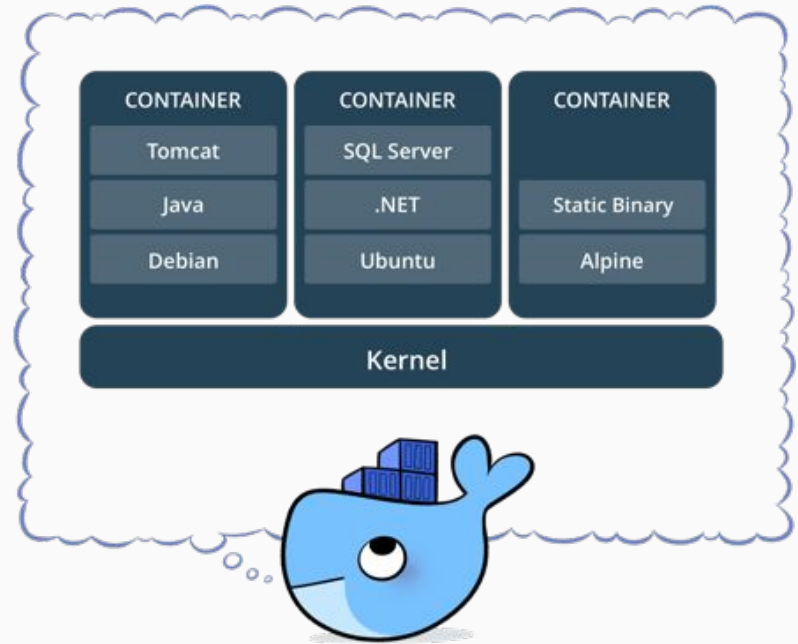 CONTAINER
Tomcat
Java
Debian
CONTAINER
SQL Server
.NET
Ubuntu
CONTAINER
Static Binary
Alpine
Kernel